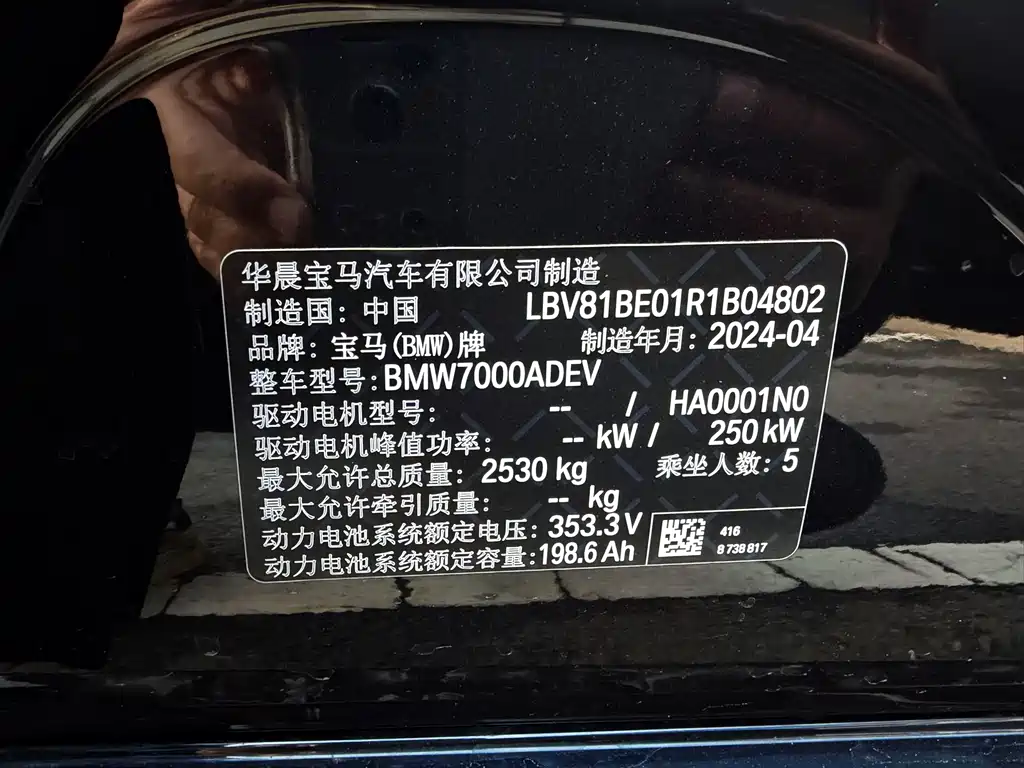 华晨宝马汽车有限公司制造
制造国：中国 LBV81BE01R1B04802
品牌：宝马(BMW)牌 制造年月：2024-04
整车型号：BMW7000ADEV
驱动电机型号： -- / HA0001N0
驱动电机峰值功率： -- kW / 250 kW
最大允许总质量：2530 kg 乘坐人数：5
最大允许牵引质量： -- kg
动力电池系统额定电压：353.3 V
动力电池系统额定容量：198.6 Ah
416
8 738 817